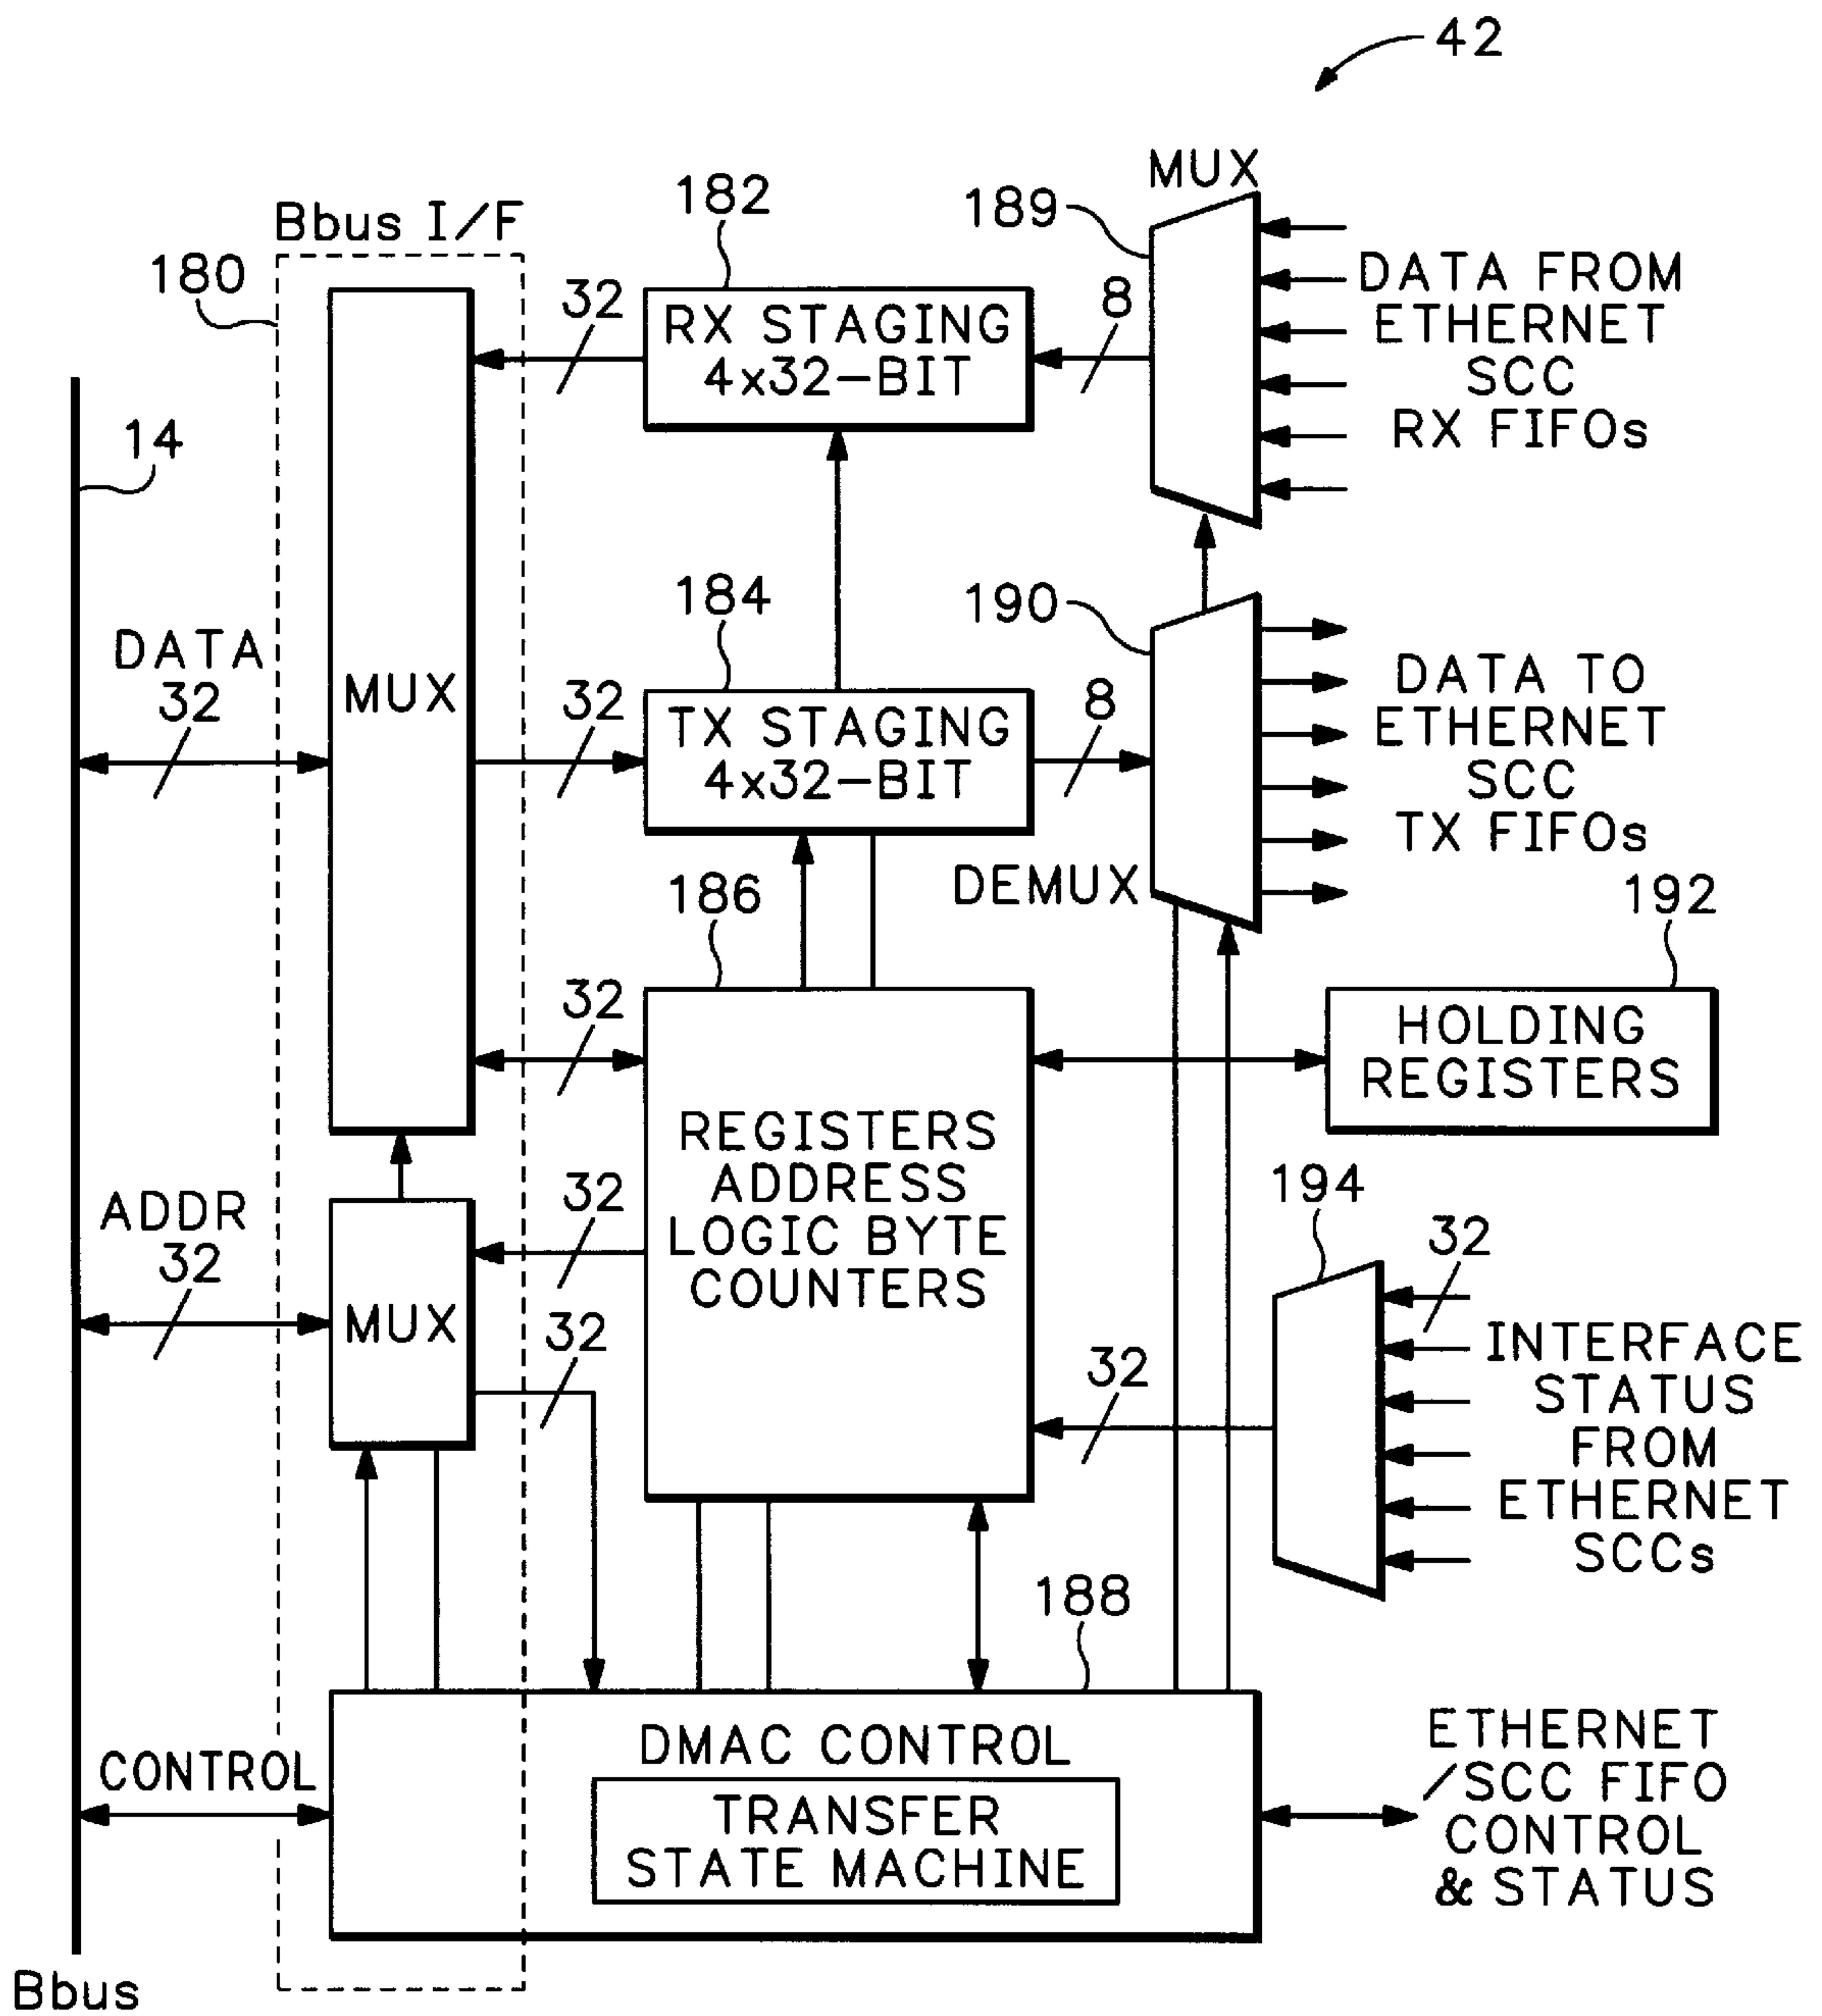 42
MUX
182
189
Bbus I/F
180
32
RX STAGING
4x32-BIT
8
DATA FROM
ETHERNET
SCC
RX FIFOs
14
184
190
DATA
32
MUX
32
TX STAGING
4x32-BIT
8
DATA TO
ETHERNET
SCC
TX FIFOs
DEMUX
186
192
32
HOLDING
REGISTERS
REGISTERS
ADDRESS
LOGIC BYTE
COUNTERS
194
32
ADDR
32
32
MUX
32
32
INTERFACE
STATUS
FROM
ETHERNET
SCCs
188
DMAC CONTROL
TRANSFER
STATE MACHINE
CONTROL
ETHERNET
/SCC FIFO
CONTROL
& STATUS
Bbus